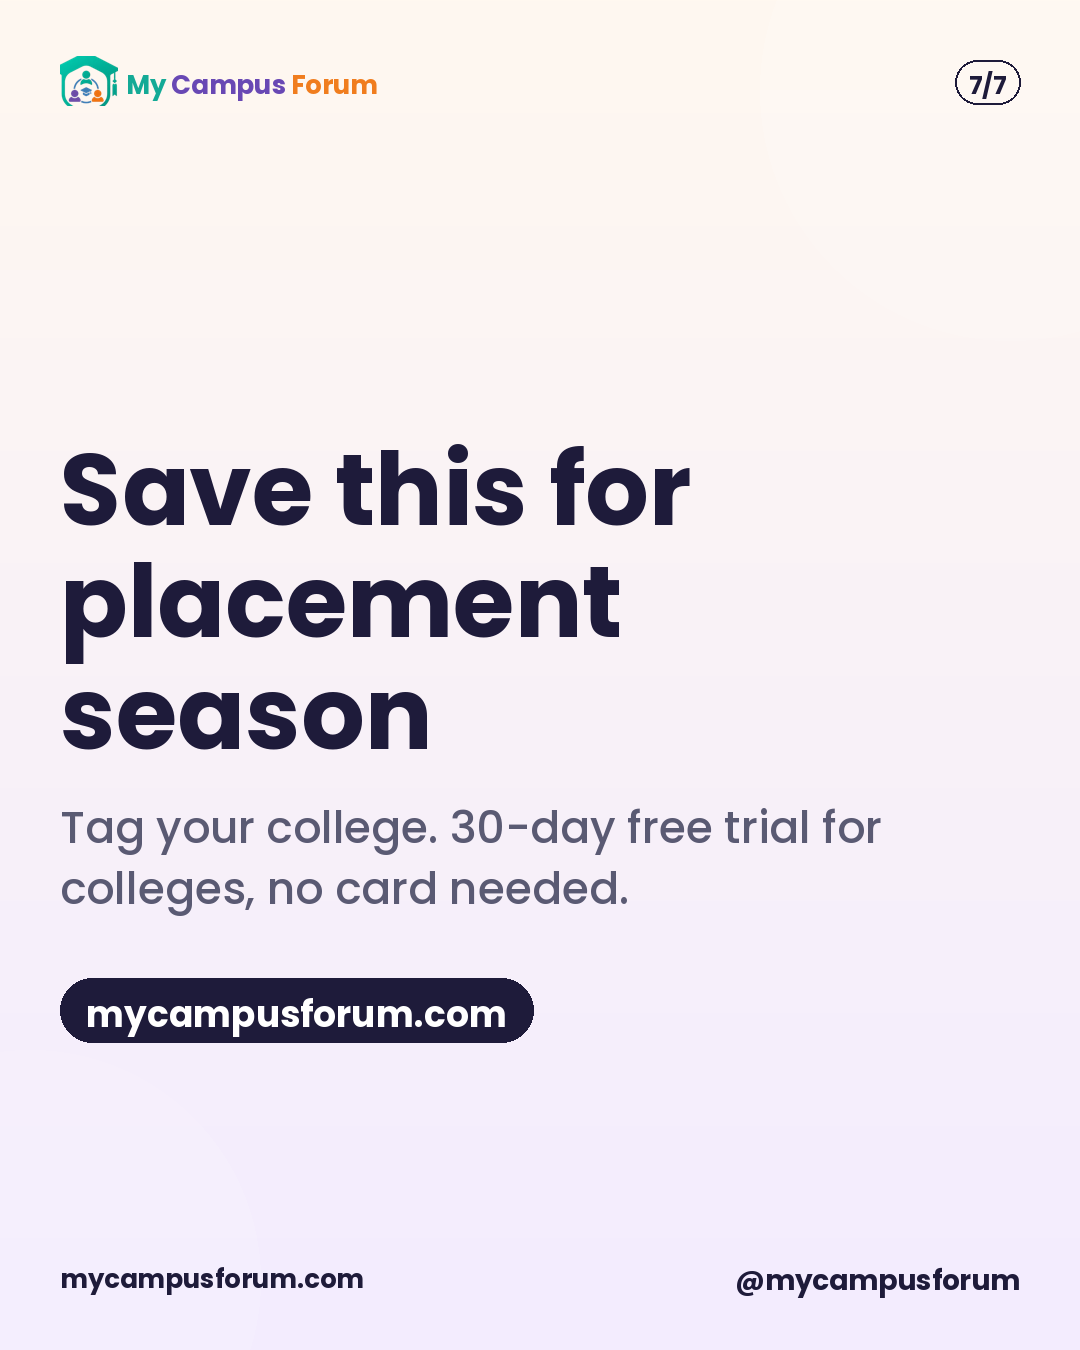 My Campus Forum
7/7
Save this for
placement
season
Tag your college. 30-day free trial for
colleges, no card needed.
mycampusforum.com
mycampusforum.com
@mycampusforum